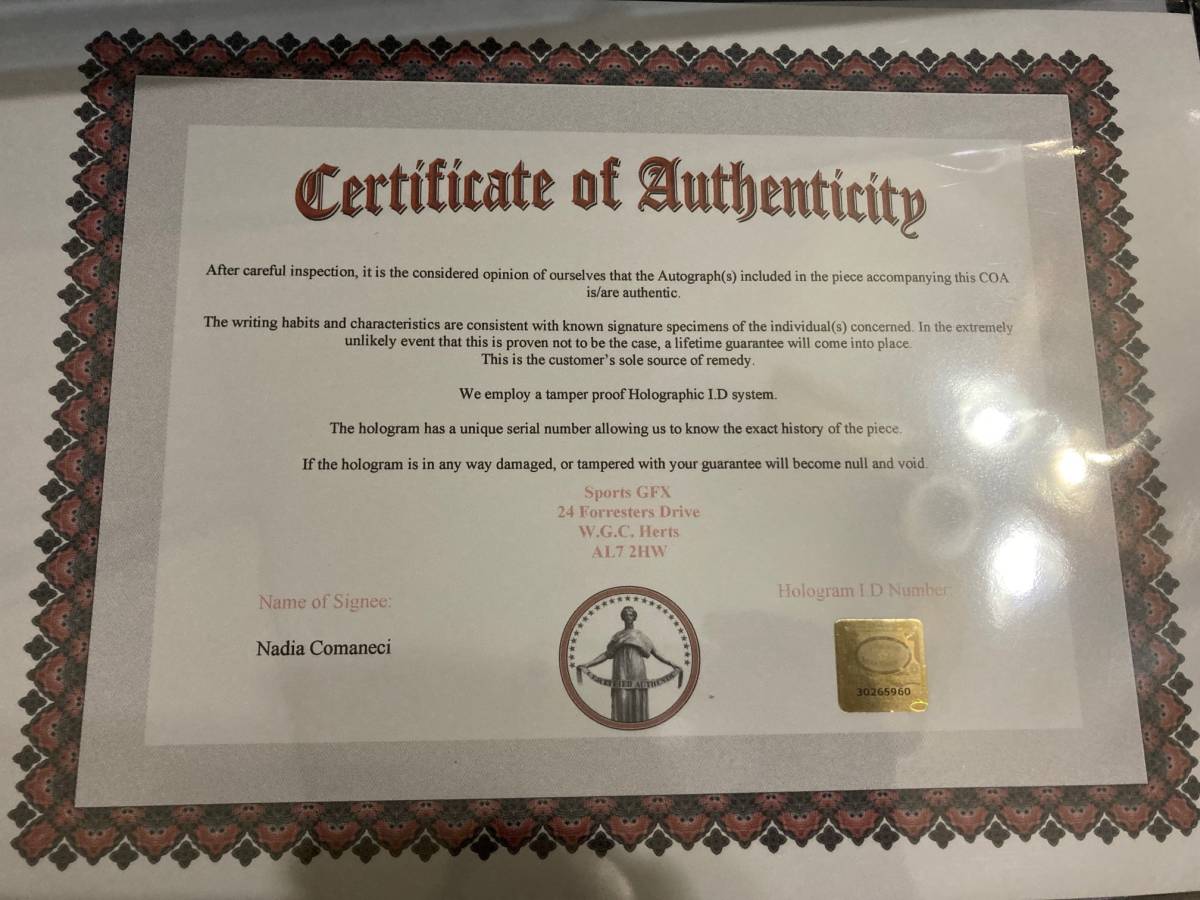 Certificate of Authenticity
After careful inspection, it is the considered opinion of ourselves that the Autograph(s) included in the piece accompanying this COA
is/are authentic.
The writing habits and characteristics are consistent with known signature specimens of the individual(s) concerned. In the extremely
unlikely event that this is proven not to be the case, a lifetime guarantee will come into place.
This is the customer's sole source of remedy.
We employ a tamper proof Holographic I.D system.
The hologram has a unique serial number allowing us to know the exact history of the piece.
If the hologram is in any way damaged, or tampered with your guarantee will become null and void.
Sports GFX
24 Forresters Drive
W.G.C. Herts
AL7 2HW
Name of Signee:
Hologram I.D Number:
Nadia Comaneci
CERTIFIED AUTHENTIC
30265960